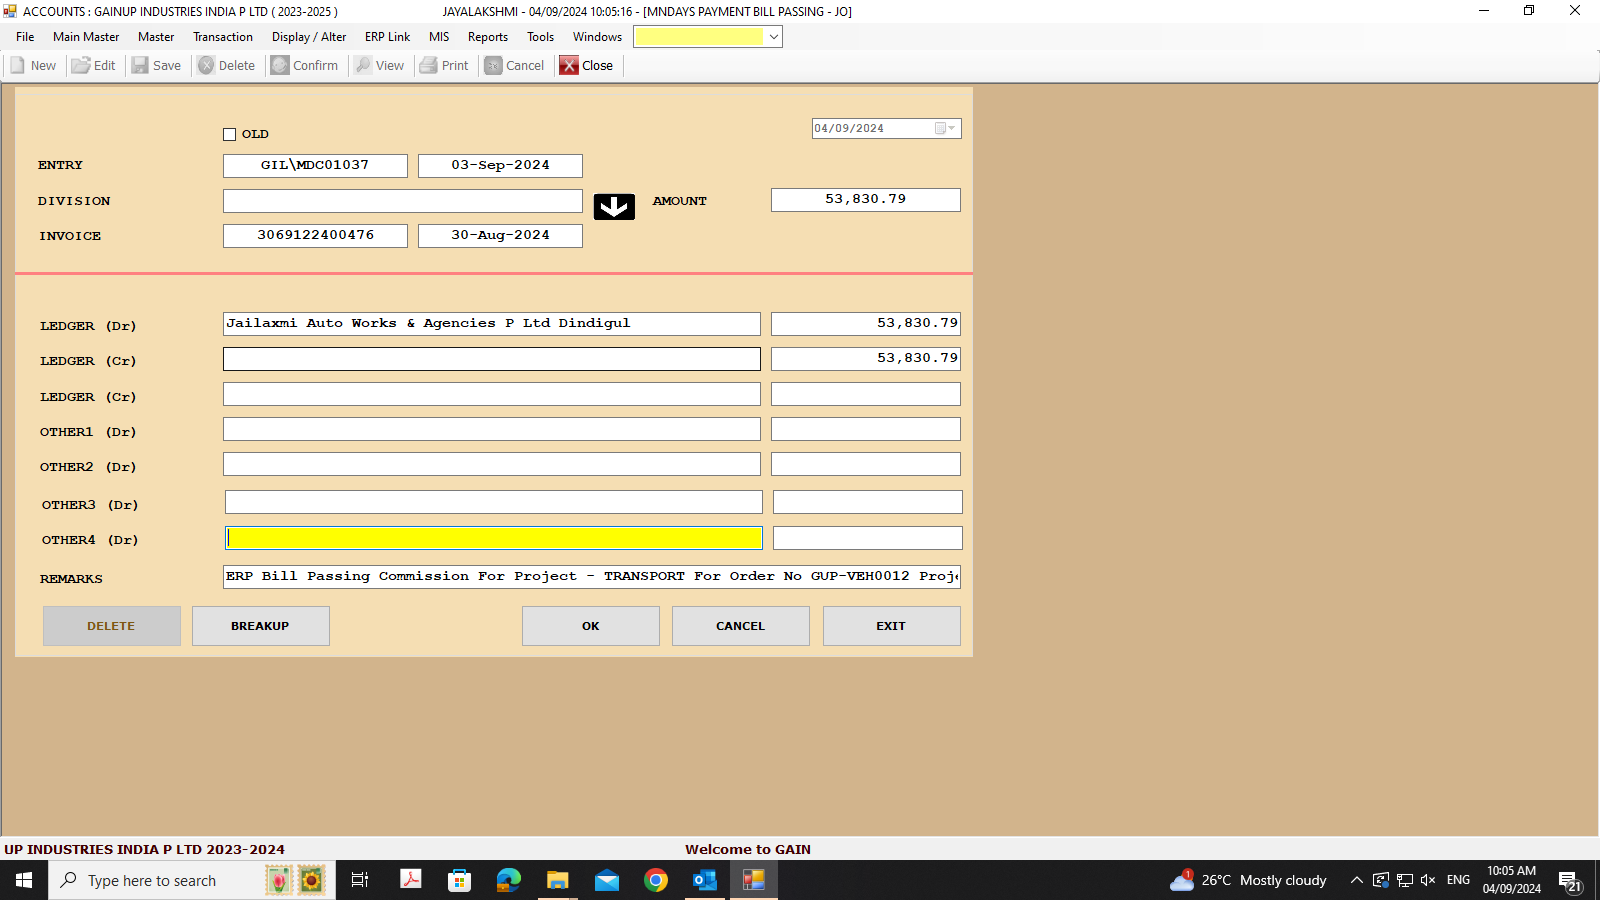 ACCOUNTS : GAINUP INDUSTRIES INDIA P LTD ( 2023-2025 ) JAYALAKSHMI - 04/09/2024 10:05:16 - [MNDAYS PAYMENT BILL PASSING - JO]
File Main Master Master Transaction Display / Alter ERP Link MIS Reports Tools Windows
New Edit Save Delete Confirm View Print Cancel Close
OLD 04/09/2024
ENTRY GIL\MDC01037 03-Sep-2024
DIVISION AMOUNT 53,830.79
INVOICE 3069122400476 30-Aug-2024
LEDGER (Dr) Jailaxmi Auto Works & Agencies P Ltd Dindigul 53,830.79
LEDGER (Cr) 53,830.79
LEDGER (Cr)
OTHER1 (Dr)
OTHER2 (Dr)
OTHER3 (Dr)
OTHER4 (Dr)
REMARKS ERP Bill Passing Commission For Project - TRANSPORT For Order No GUP-VEH0012
DELETE BREAKUP OK CANCEL EXIT
UP INDUSTRIES INDIA P LTD 2023-2024 Welcome to GAIN
Type here to search 1 26°C Mostly cloudy ENG 10:05 AM
04/09/2024 21